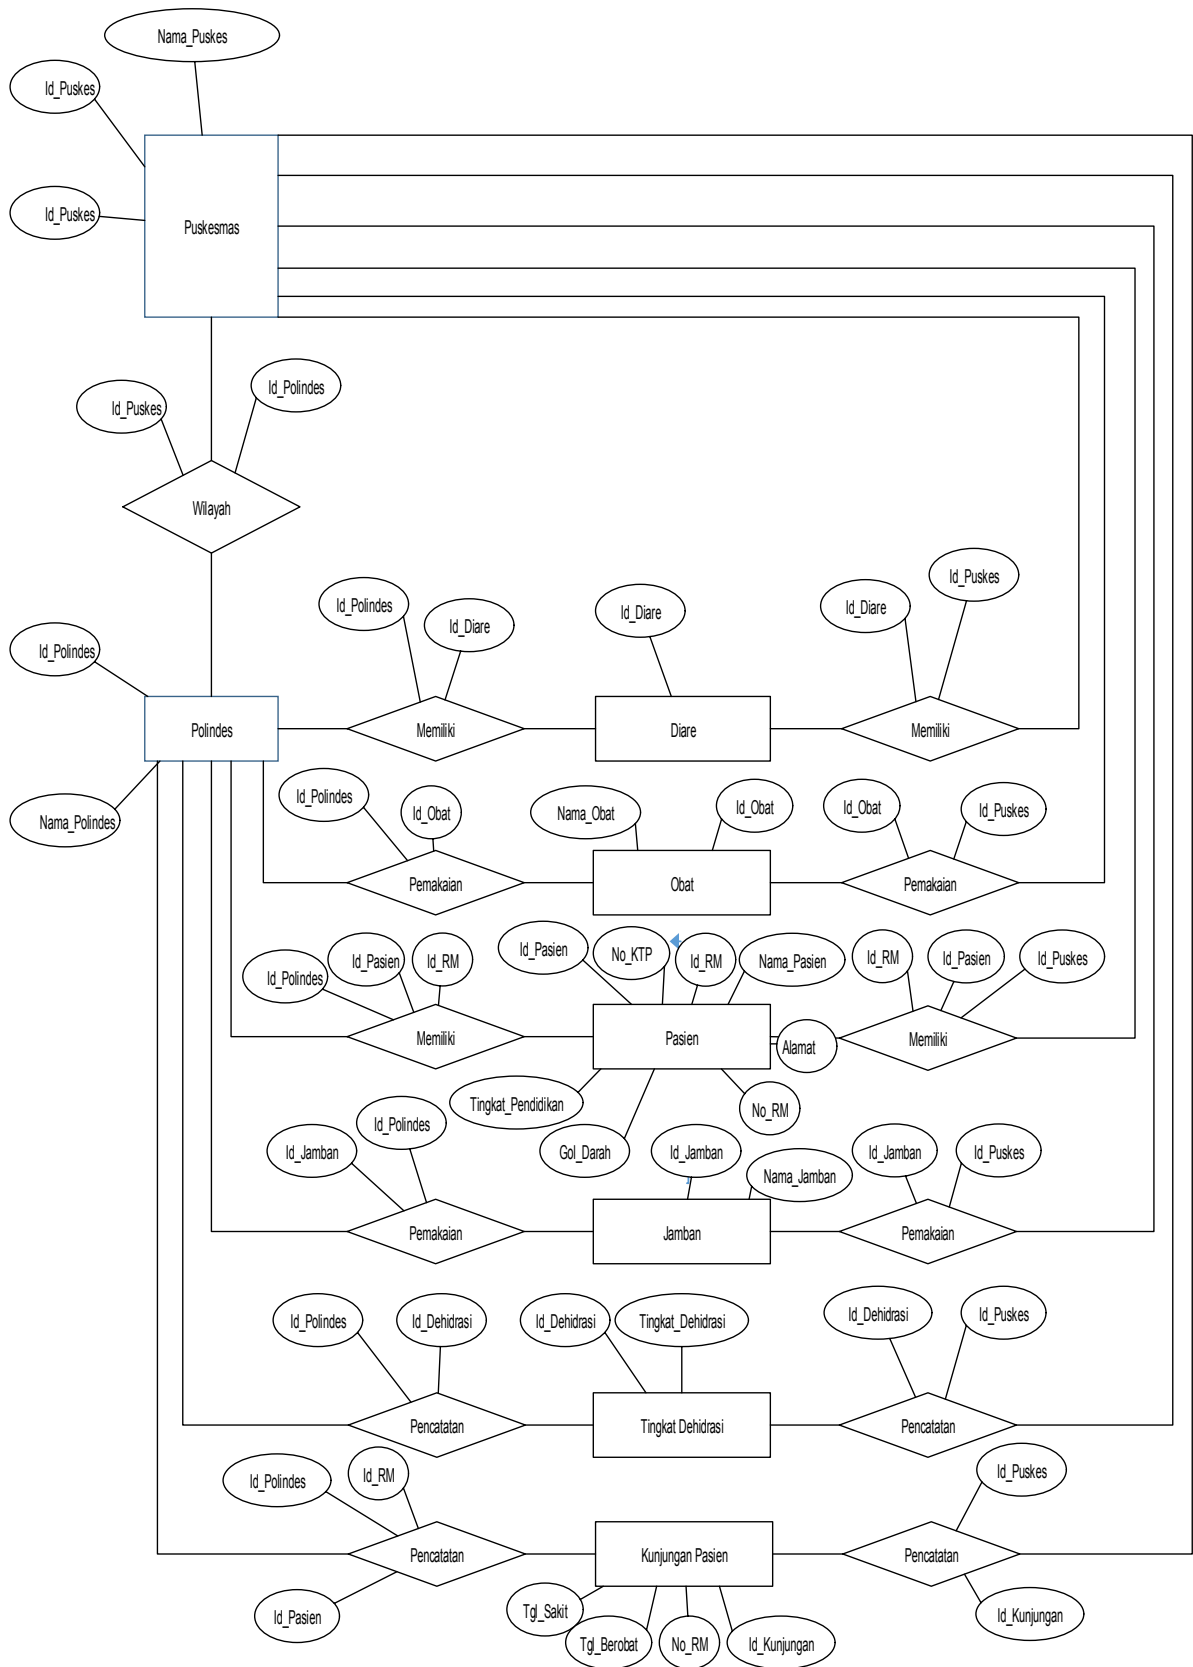 Nama_Puskes
Id_Puskes
Id_Puskes
Puskesmas
Id_Polindes
Id_Puskes
Wilayah
Id_Puskes
Id_Polindes
Id_Diare
Id_Diare
Id_Diare
Id_Polindes
Polindes
Memiliki
Diare
Memiliki
Id_Polindes
Id_Obat
Nama_Obat
Id_Obat
Id_Obat
Id_Puskes
Nama_Polindes
Pemakaian
Obat
Pemakaian
Id_Polindes
Id_Pasien
Id_RM
Id_Pasien
No_KTP
Id_RM
Nama_Pasien
Id_RM
Id_Pasien
Id_Puskes
Memiliki
Pasien
Alamat
Memiliki
Tingkat_Pendidikan
No_RM
Gol_Darah
Id_Jamban
Id_Polindes
Id_Jamban
Nama_Jamban
Id_Jamban
Id_Puskes
Pemakaian
Jamban
Pemakaian
Id_Polindes
Id_Dehidrasi
Id_Dehidrasi
Tingkat_Dehidrasi
Id_Dehidrasi
Id_Puskes
Pencatatan
Tingkat Dehidrasi
Pencatatan
Id_Polindes
Id_RM
Id_Puskes
Pencatatan
Kunjungan Pasien
Pencatatan
Id_Pasien
Tgl_Sakit
Tgl_Berobat
No_RM
Id_Kunjungan
Id_Kunjungan